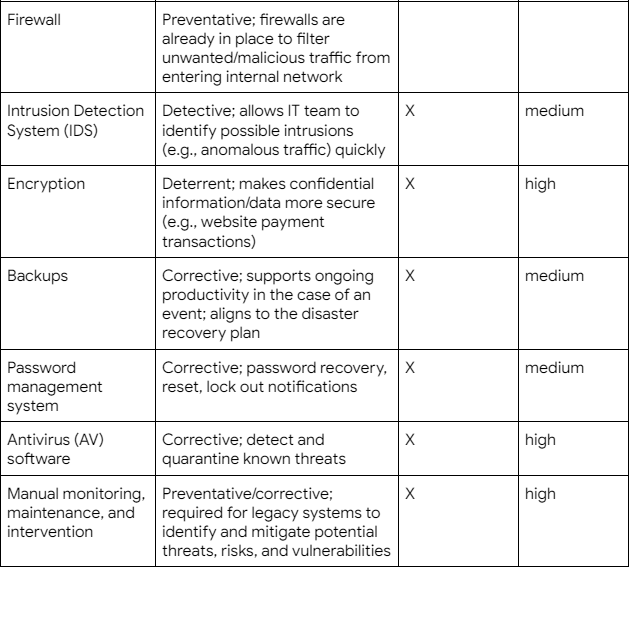 Firewall
Preventative; firewalls are
already in place to filter
unwanted/malicious traffic from
entering internal network
Intrusion Detection
System (IDS)
Detective; allows IT team to
identify possible intrusions
(e.g., anomalous traffic) quickly
X
medium
Encryption
Deterrent; makes confidential
information/data more secure
(e.g., website payment
transactions)
X
high
Backups
Corrective; supports ongoing
productivity in the case of an
event; aligns to the disaster
recovery plan
X
medium
Password
management
system
Corrective; password recovery,
reset, lock out notifications
X
medium
Antivirus (AV)
software
Corrective; detect and
quarantine known threats
X
high
Manual monitoring,
maintenance, and
intervention
Preventative/corrective;
required for legacy systems to
identify and mitigate potential
threats, risks, and vulnerabilities
X
high